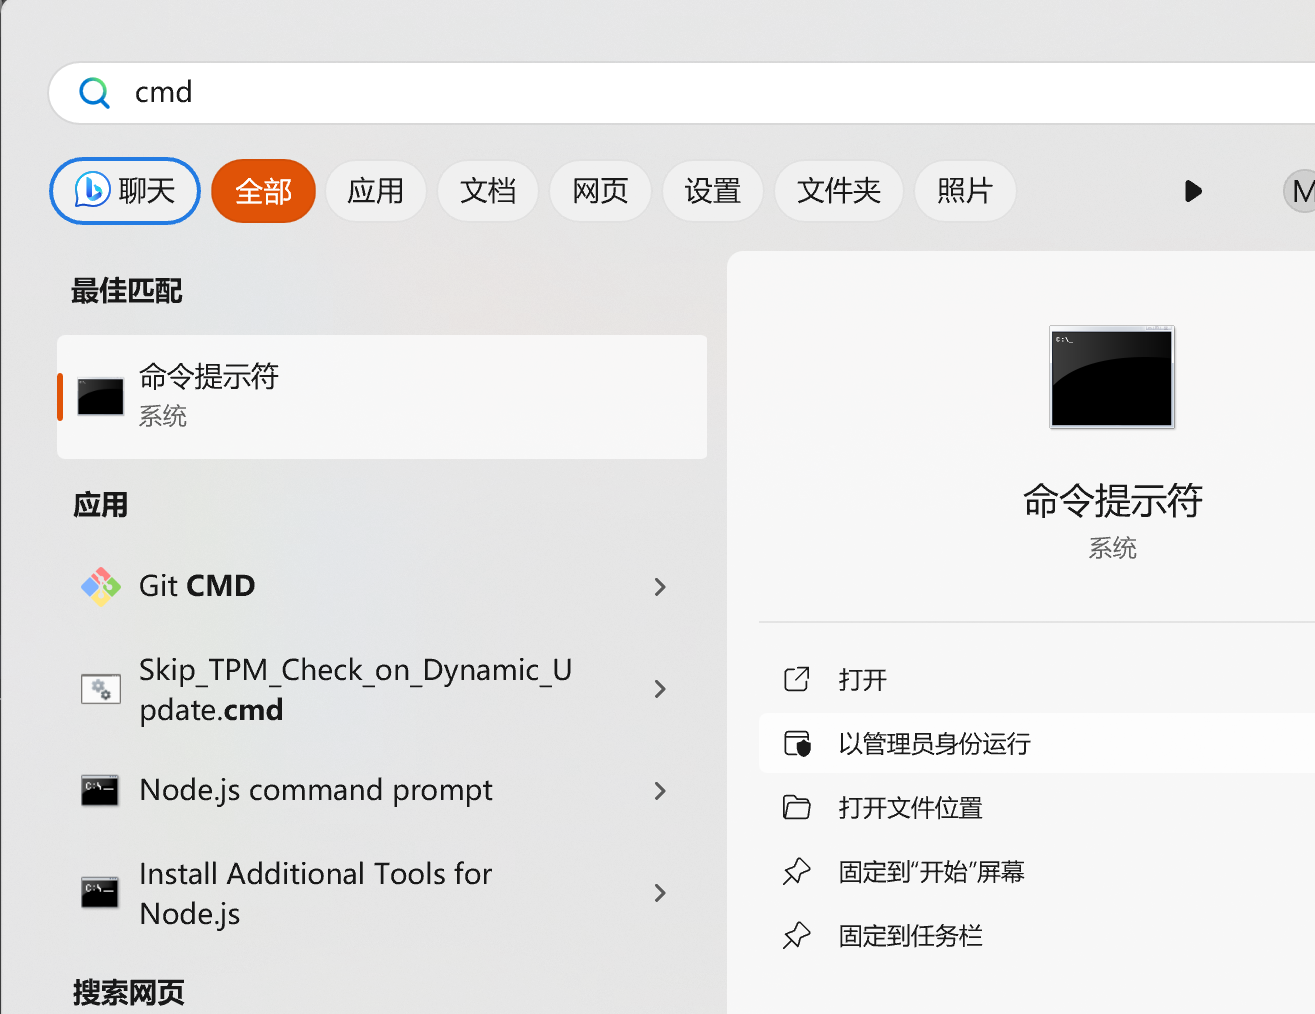 cmd
聊天
全部
应用
文档
网页
设置
文件夹
照片
M
最佳匹配
命令提示符
系统
应用
Git CMD
Skip_TPM_Check_on_Dynamic_U
pdate.cmd
Node.js command prompt
Install Additional Tools for
Node.js
搜索网页
命令提示符
系统
打开
以管理员身份运行
打开文件位置
固定到“开始”屏幕
固定到任务栏